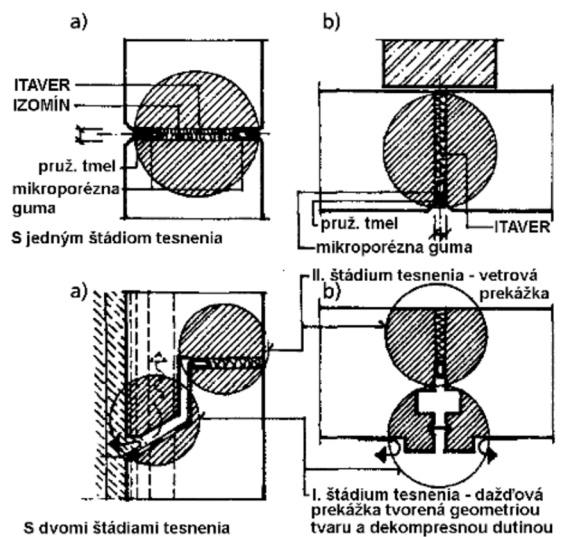 a)
ITAVER
IZOMÍN
pruž. tmel
mikroporézna
guma
S jedným štádiom tesnenia
b)
pruž. tmel
ITAVER
mikroporézna guma
a)
II. štádium tesnenia - vetrová
prekážka
b)
I. štádium tesnenia - dažďová
prekážka tvorená geometriou
tvaru a dekompresnou dutinou
S dvomi štádiami tesnenia